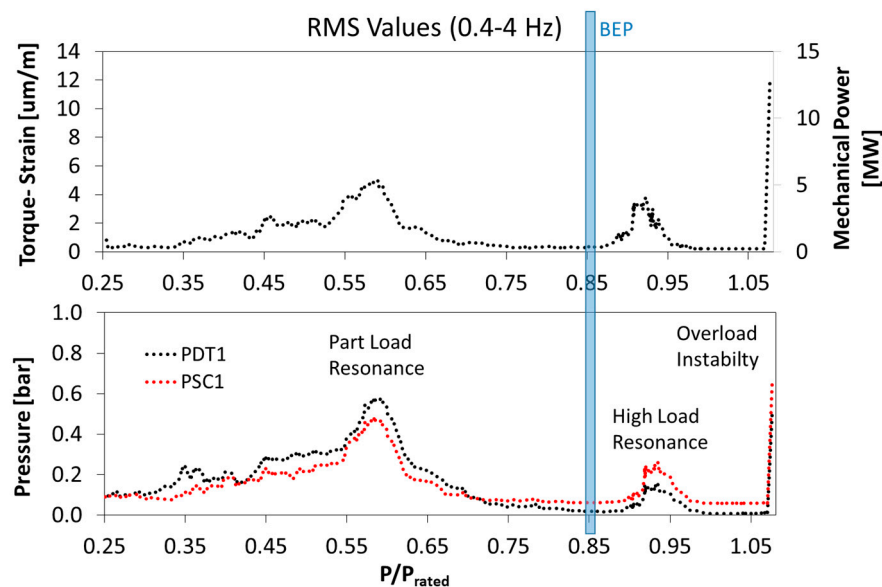 RMS Values (0.4-4 Hz)
BEP
Torque- Strain [um/m]
14
12
10
8
6
4
2
0
15
10
5
0
Mechanical Power
[MW]
0.25 0.35 0.45 0.55 0.65 0.75 0.85 0.95 1.05
Pressure [bar]
1.0
0.8
0.6
0.4
0.2
0.0
PDT1
PSC1
Part Load
Resonance
Overload
Instabilty
High Load
Resonance
0.25 0.35 0.45 0.55 0.65 0.75 0.85 0.95 1.05
P/Prated